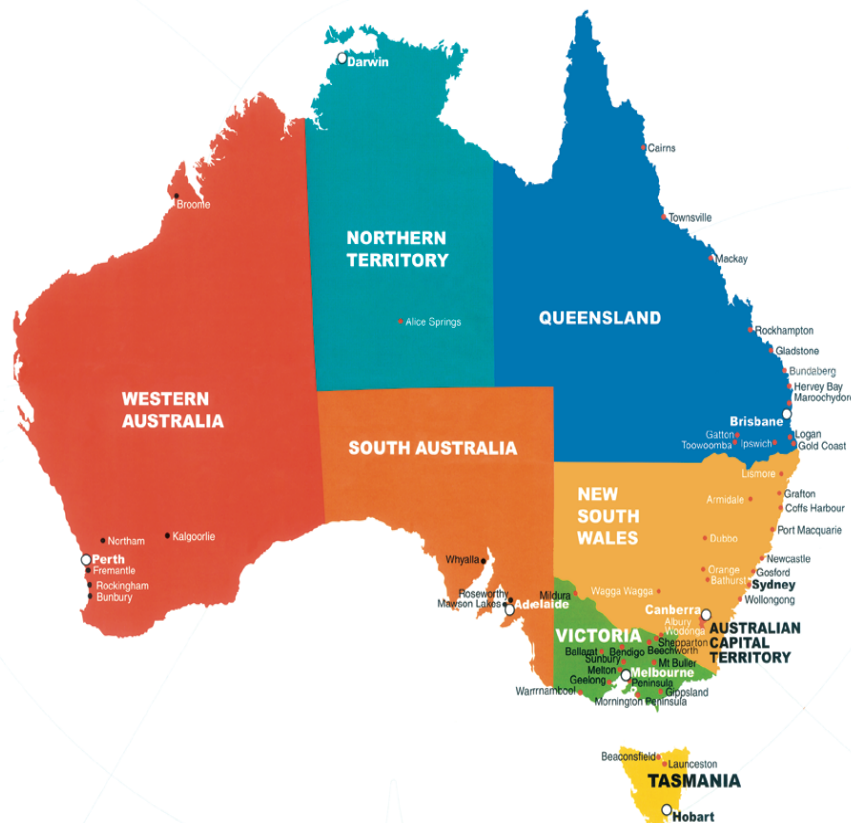 Darwin
Cairns
Broome
Townsville
NORTHERN
TERRITORY
Mackay
Alice Springs
QUEENSLAND
Rockhampton
Gladstone
Bundaberg
Hervey Bay
Maroochydore
WESTERN
AUSTRALIA
Brisbane
Gatton
Logan
Toowoomba
Ipswich
Gold Coast
SOUTH AUSTRALIA
Lismore
NEW
SOUTH
WALES
Grafton
Armidale
Coffs Harbour
Port Macquarie
Northam
Kalgoorlie
Dubbo
Perth
Fremantle
Rockingham
Bunbury
Whyalla
Newcastle
Orange
Gosford
Bathurst
Sydney
Roseworthy
Mawson Lakes
Adelaide
Mildura
Wagga Wagga
Wollongong
Canberra
Albury
Wodonga
AUSTRALIAN
CAPITAL
TERRITORY
VICTORIA
Shepparton
Ballarat
Bendigo
Beechworth
Sunbury
Mt Buller
Melton
Melbourne
Geelong
Peninsula
Warrnambool
Gippsland
Mornington Peninsula
Beaconsfield
Launceston
TASMANIA
Hobart